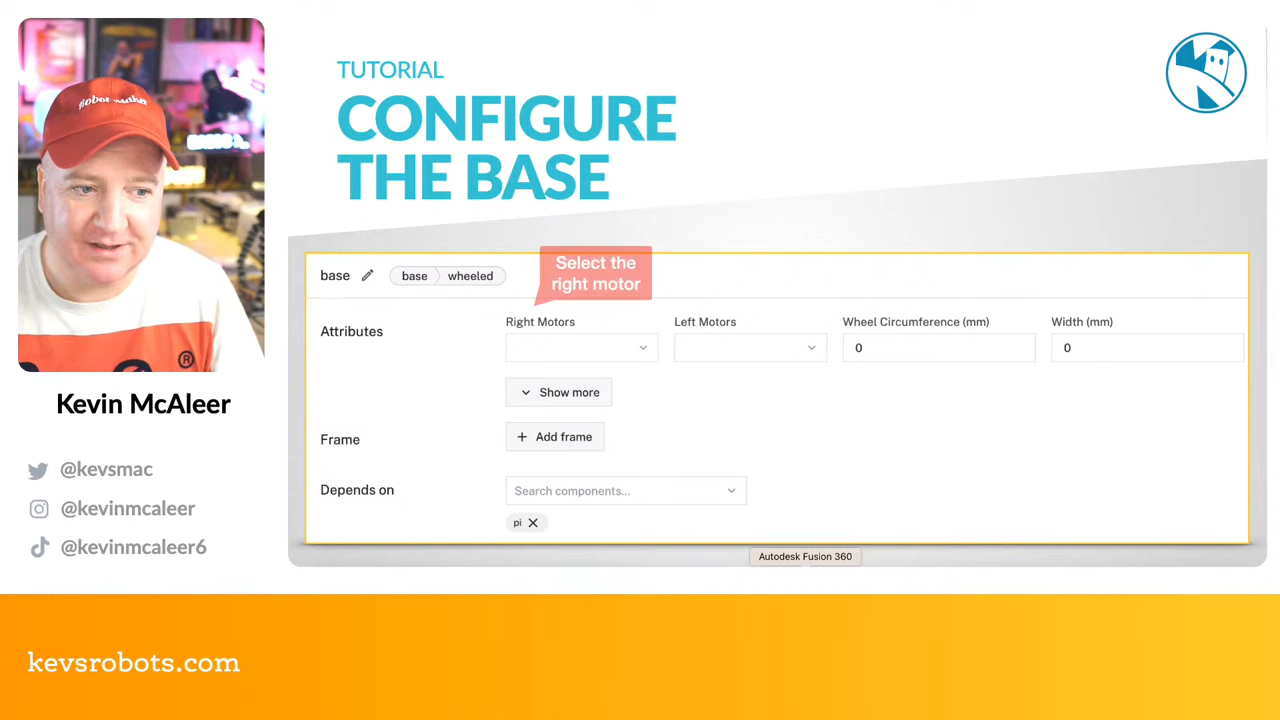 Robot Maker
®
Kevin McAleer
@kevsmac
@kevinmcaleer
@kevinmcaleer6
TUTORIAL
CONFIGURE
THE BASE
Select the
right motor
base
base
wheeled
Attributes
Right Motors
Left Motors
Wheel Circumference (mm)
Width (mm)
0
0
Show more
Frame
+ Add frame
Depends on
Search components...
pi
Autodesk Fusion 360
kevsrobots.com